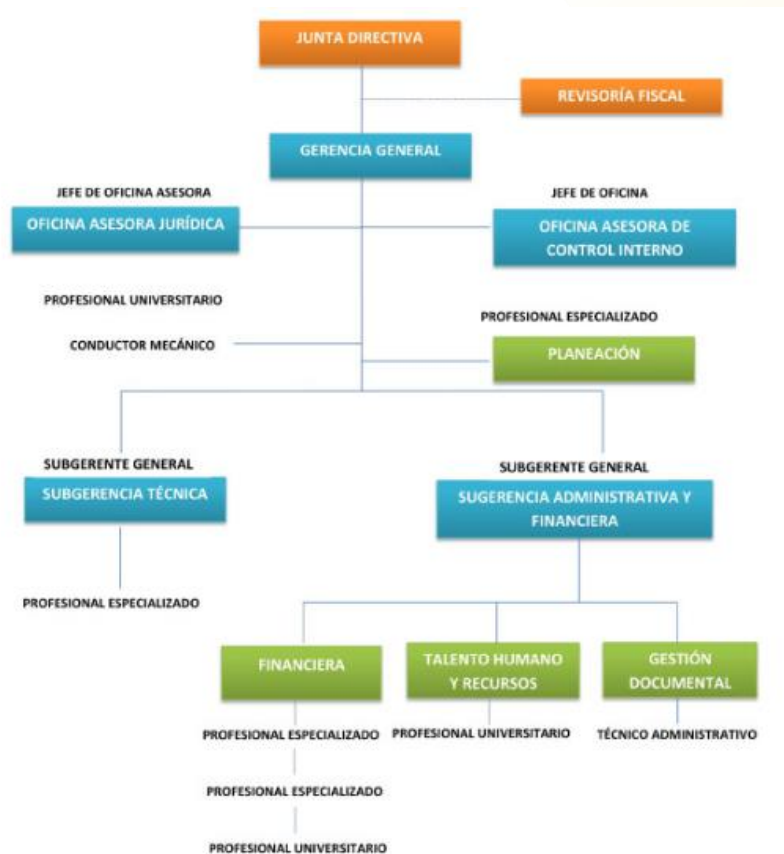 JUNTA DIRECTIVA
REVISORÍA FISCAL
GERENCIA GENERAL
JEFE DE OFICINA ASESORA
OFICINA ASESORA JURÍDICA
JEFE DE OFICINA
OFICINA ASESORA DE
CONTROL INTERNO
PROFESIONAL UNIVERSITARIO
CONDUCTOR MECÁNICO
PROFESIONAL ESPECIALIZADO
PLANEACIÓN
SUBGERENTE GENERAL
SUBGERENCIA TÉCNICA
PROFESIONAL ESPECIALIZADO
SUBGERENTE GENERAL
SUGERENCIA ADMINISTRATIVA Y
FINANCIERA
FINANCIERA
PROFESIONAL ESPECIALIZADO
PROFESIONAL ESPECIALIZADO
PROFESIONAL UNIVERSITARIO
TALENTO HUMANO
Y RECURSOS
PROFESIONAL UNIVERSITARIO
GESTIÓN
DOCUMENTAL
TÉCNICO ADMINISTRATIVO